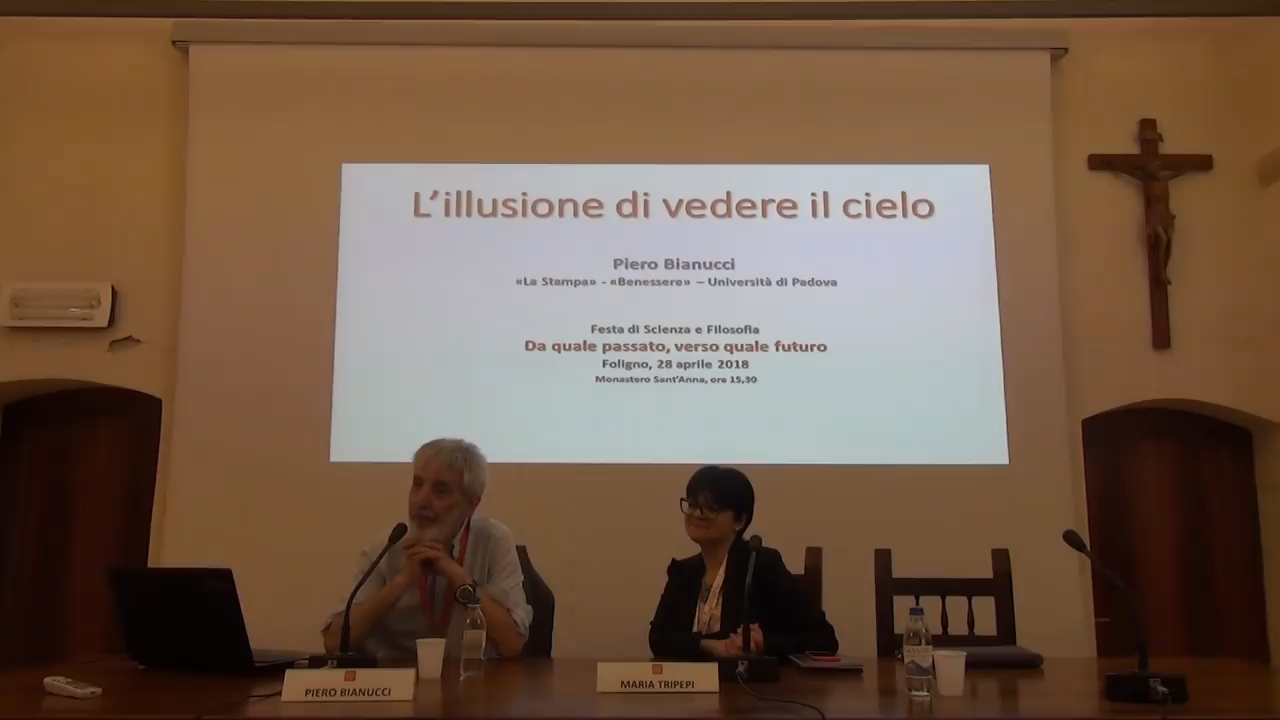 L'illusione di vedere il cielo
Piero Bianucci
«La Stampa» - «Benessere» – Università di Padova
Festa di Scienza e Filosofia
Da quale passato, verso quale futuro
Foligno, 28 aprile 2018
Monastero Sant'Anna, ore 15,30
PIERO BIANUCCI
MARIA TRIPEPI